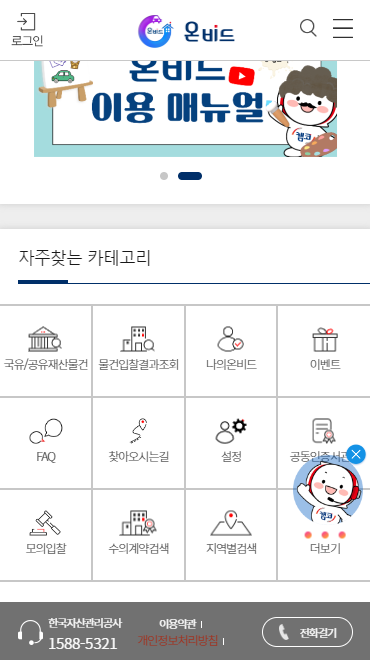 로그인
온비드
온비드
온비드
이용 매뉴얼
캠코
자주찾는 카테고리
국유/공유재산물건
물건입찰결과조회
나의온비드
이벤트
FAQ
찾아오시는길
설정
공동인증서관
모의입찰
수의계약검색
지역별검색
더보기
캠코
한국자산관리공사
1588-5321
이용약관
개인정보처리방침
전화걸기